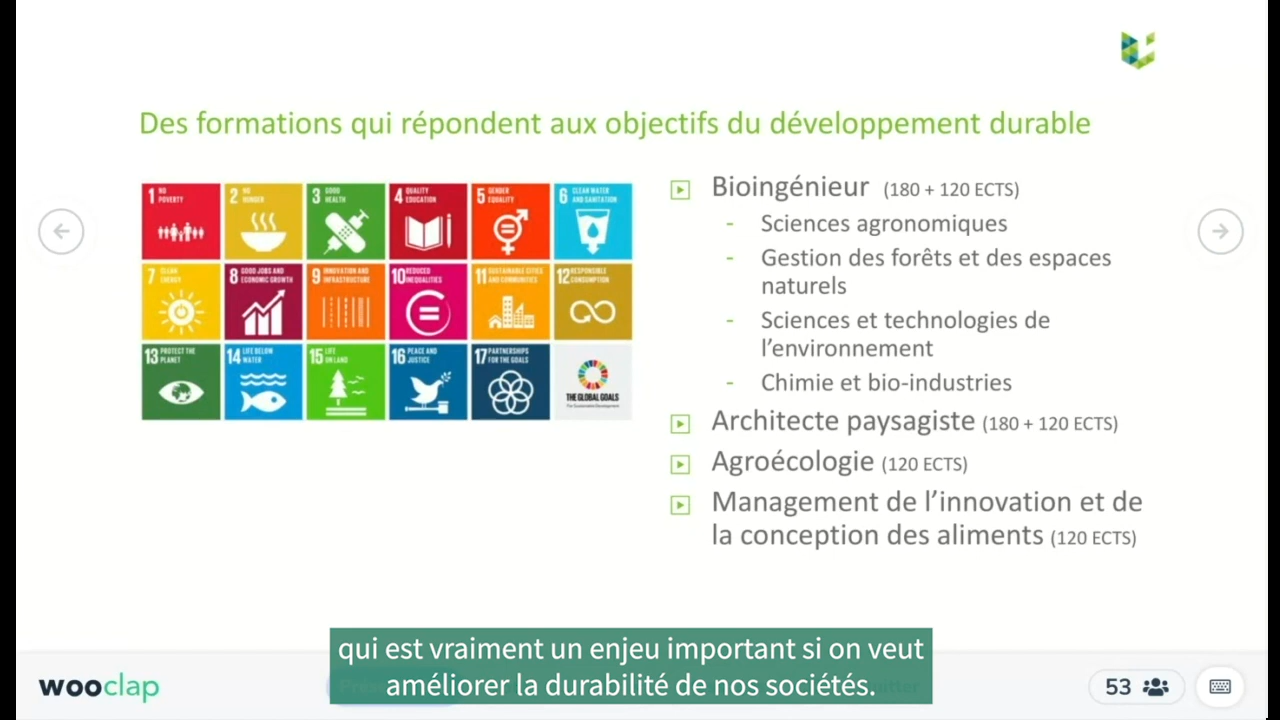 Des formations qui répondent aux objectifs du développement durable
1 NO
POVERTY
2 NO
HUNGER
3 GOOD
HEALTH
4 QUALITY
EDUCATION
5 GENDER
EQUALITY
6 CLEAN WATER
AND SANITATION
7 CLEAN
ENERGY
8 GOOD JOBS AND
ECONOMIC GROWTH
9 INNOVATION AND
INFRASTRUCTURE
10 REDUCED
INEQUALITIES
11 SUSTAINABLE CITIES
AND COMMUNITIES
12 RESPONSIBLE
CONSUMPTION
13 PROTECT THE
PLANET
14 LIFE BELOW
WATER
15 LIFE
ON LAND
16 PEACE AND
JUSTICE
17 PARTNERSHIPS
FOR THE GOALS
THE GLOBAL GOALS
Bioingénieur (180 + 120 ECTS)
- Sciences agronomiques
- Gestion des forêts et des espaces
naturels
- Sciences et technologies de
l'environnement
- Chimie et bio-industries
Architecte paysagiste (180 + 120 ECTS)
Agroécologie (120 ECTS)
Management de l'innovation et de
la conception des aliments (120 ECTS)
qui est vraiment un enjeu important si on veut
améliorer la durabilité de nos sociétés.
wooclap
53